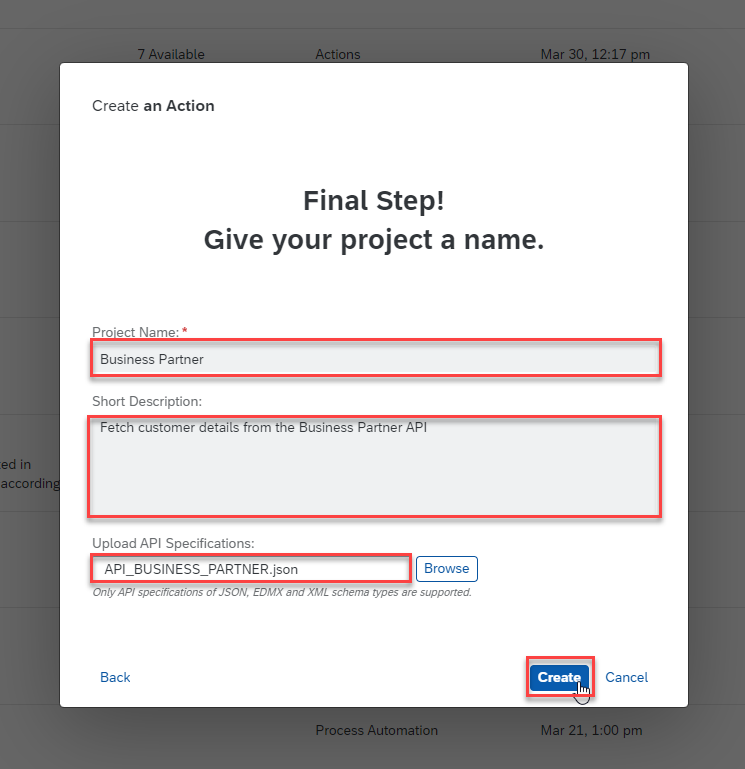 7 Available Actions Mar 30, 12:17 pm
Create an Action
Final Step!
Give your project a name.
Project Name: *
Business Partner
Short Description:
Fetch customer details from the Business Partner API
ted in
according
Upload API Specifications:
API_BUSINESS_PARTNER.json Browse
Only API specifications of JSON, EDMX and XML schema types are supported.
Back Create Cancel
Process Automation Mar 21, 1:00 pm